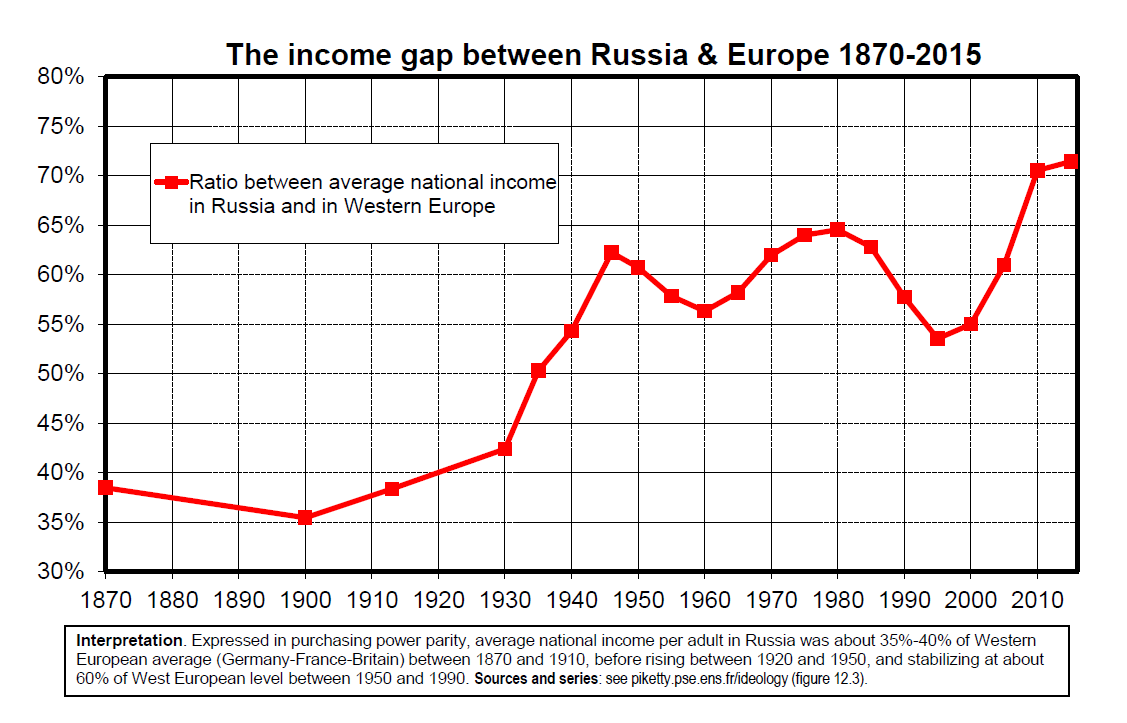 The income gap between Russia & Europe 1870-2015
80%
75%
70%
65%
60%
55%
50%
45%
40%
35%
30%
Ratio between average national income
in Russia and in Western Europe
1870 1880 1890 1900 1910 1920 1930 1940 1950 1960 1970 1980 1990 2000 2010
Interpretation. Expressed in purchasing power parity, average national income per adult in Russia was about 35%-40% of Western
European average (Germany-France-Britain) between 1870 and 1910, before rising between 1920 and 1950, and stabilizing at about
60% of West European level between 1950 and 1990. Sources and series: see piketty.pse.ens.fr/ideology (figure 12.3).